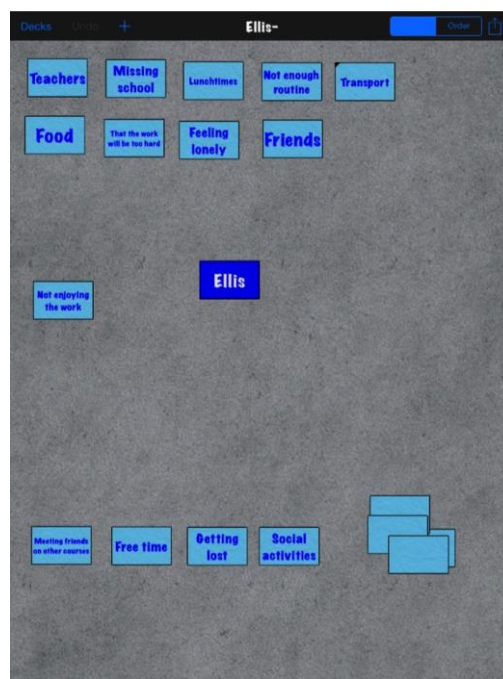 Decks Undo + Ellis- Order
Teachers
Missing
school
Lunchtimes
Not enough
routine
Transport
Food
That the work
will be too hard
Feeling
lonely
Friends
Ellis
Not enjoying
the work
Meeting friends
on other courses
Free time
Getting
lost
Social
activities